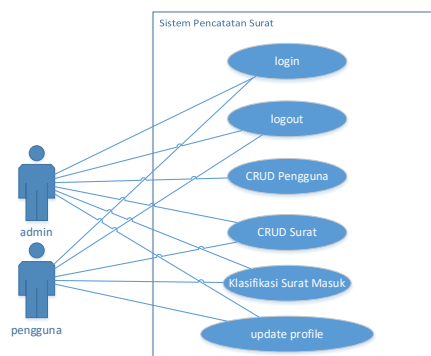 Sistem Pencatatan Surat
login
logout
CRUD Pengguna
admin
CRUD Surat
Klasifikasi Surat Masuk
pengguna
update profile